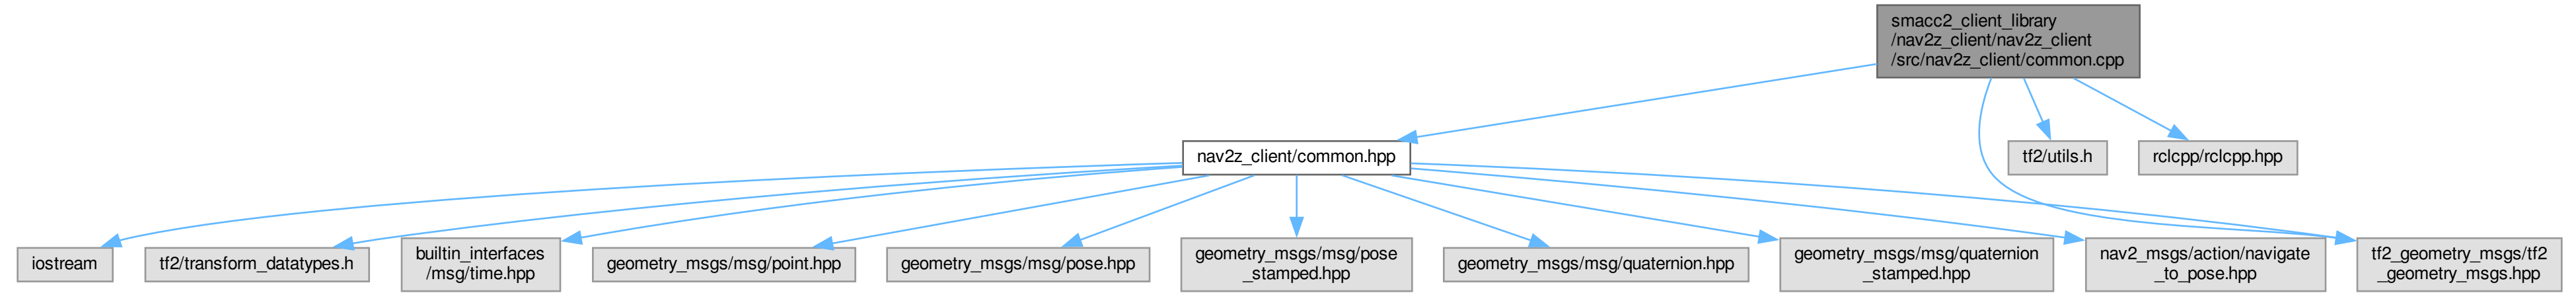 smacc2_client_library
/nav2z_client/nav2z_client
/src/nav2z_client/common.cpp
nav2z_client/common.hpp
tf2/utils.h
rclcpp/rclcpp.hpp
iostream
tf2/transform_datatypes.h
builtin_interfaces
/msg/time.hpp
geometry_msgs/msg/point.hpp
geometry_msgs/msg/pose.hpp
geometry_msgs/msg/pose
_stamped.hpp
geometry_msgs/msg/quaternion.hpp
geometry_msgs/msg/quaternion
_stamped.hpp
nav2_msgs/action/navigate
_to_pose.hpp
tf2_geometry_msgs/tf2
_geometry_msgs.hpp